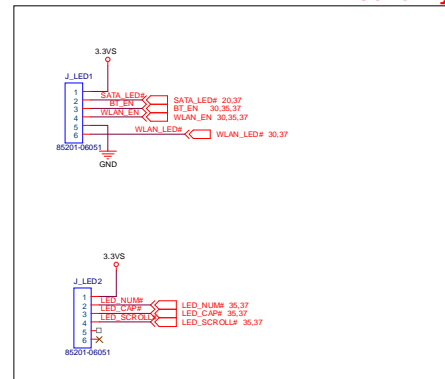 3.3VS
J_LED1
1
2 SATA_LED# SATA_LED# 20,37
3 BT_EN BT_EN 30,35,37
4 WLAN_EN WLAN_EN 30,35,37
5
6 WLAN_LED# WLAN_LED# 30,37
85201-06051
GND
3.3VS
J_LED2
1
2 LED_NUM# LED_NUM# 35,37
3 LED_CAP# LED_CAP# 35,37
4 LED_SCROLL# LED_SCROLL# 35,37
5
6
85201-06051